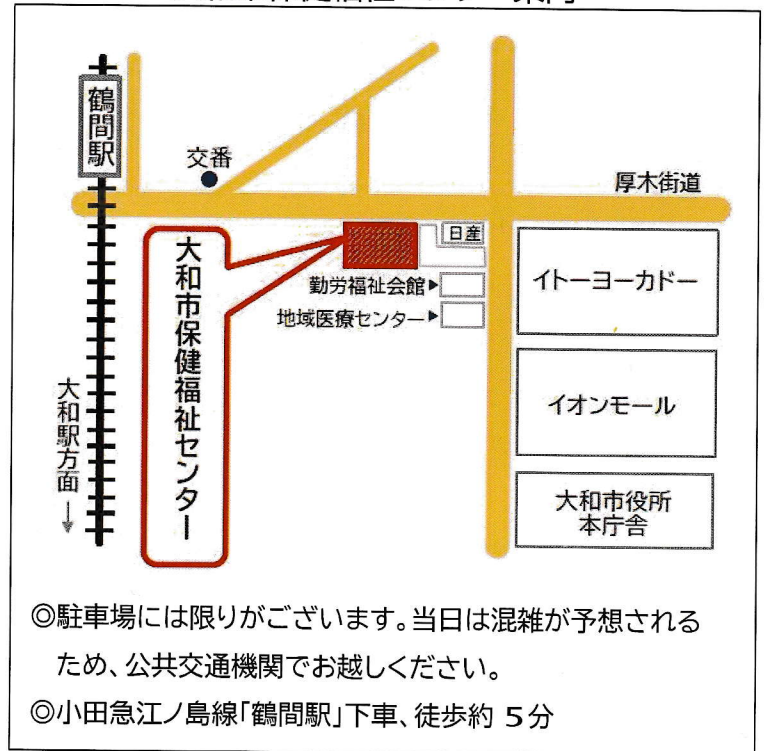 鶴間駅
交番
厚木街道
日産
大和市保健福祉センター
勤労福祉会館▶
地域医療センター▶
イトーヨーカドー
イオンモール
大和駅方面→
大和市役所
本庁舎
◎駐車場には限りがございます。当日は混雑が予想される
ため、公共交通機関でお越しください。
◎小田急江ノ島線「鶴間駅」下車、徒歩約 5分